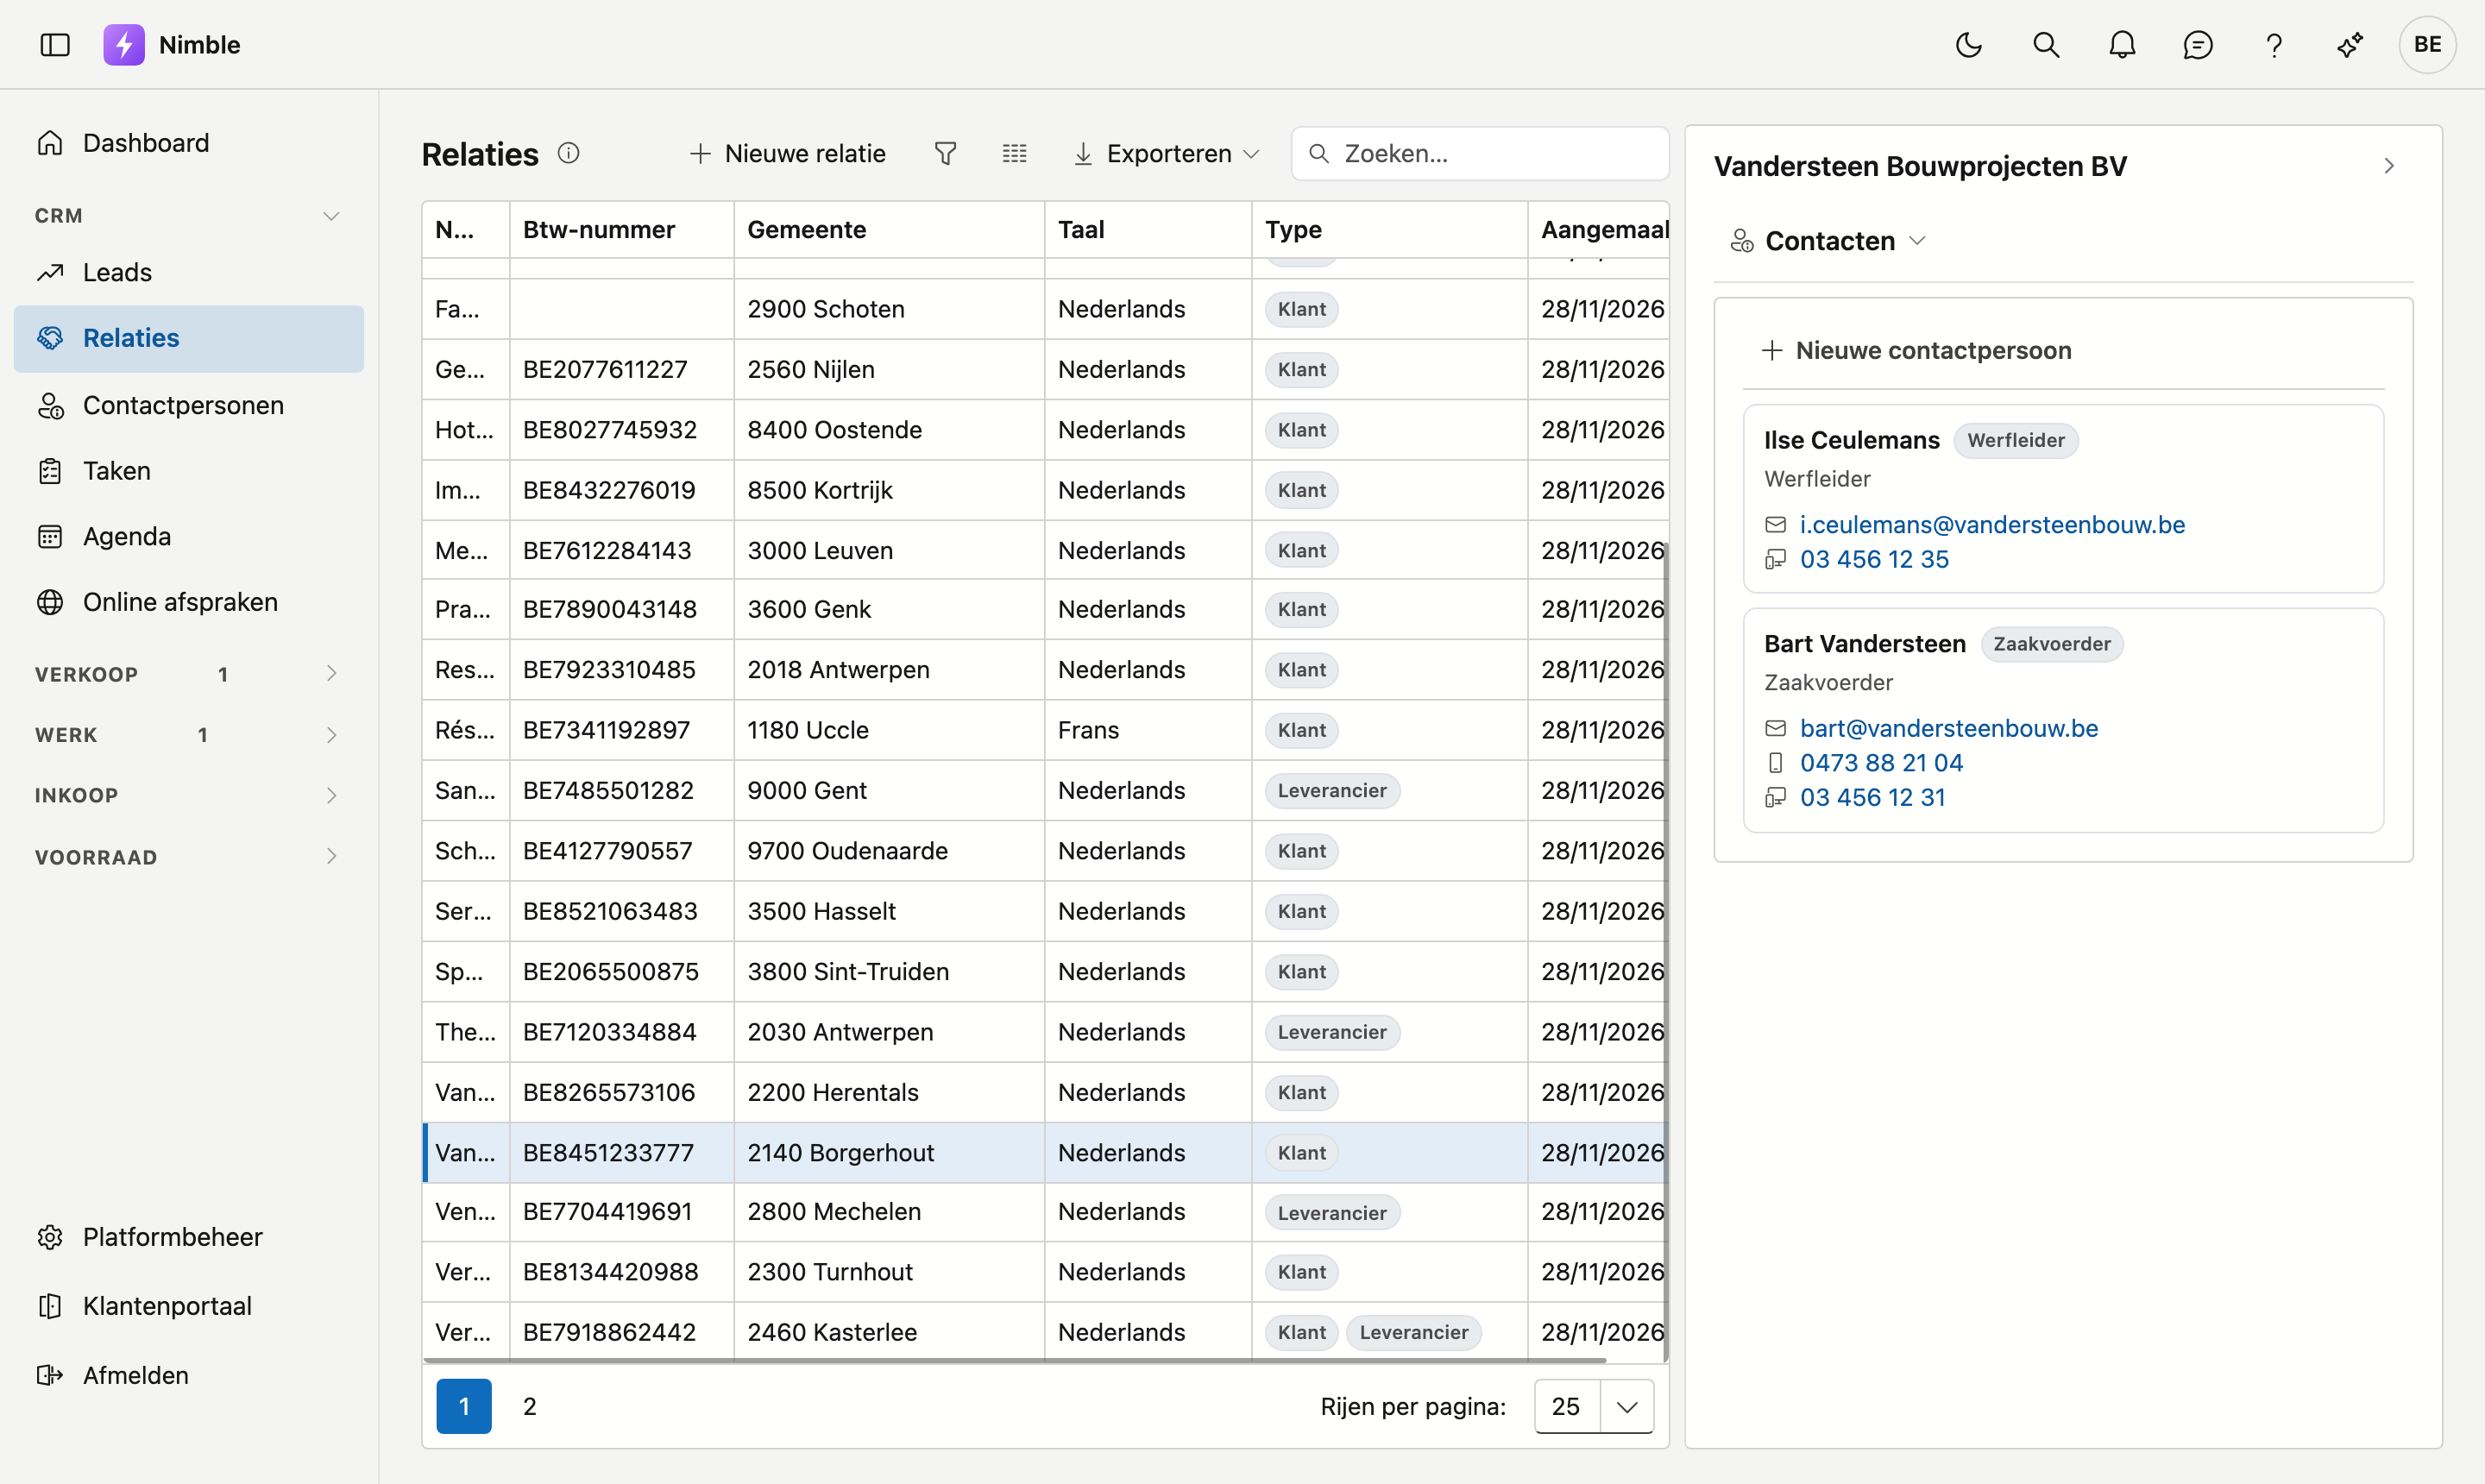 Nimble
BE
Dashboard
CRM
Leads
Relaties
Contactpersonen
Taken
Agenda
Online afspraken
VERKOOP 1
WERK 1
INKOOP
VOORRAAD
Platformbeheer
Klantenportaal
Afmelden
Relaties
Nieuwe relatie
Exporteren
Zoeken...
N... Btw-nummer Gemeente Taal Type Aangemaal
Fa... 2900 Schoten Nederlands Klant 28/11/2026
Ge... BE2077611227 2560 Nijlen Nederlands Klant 28/11/2026
Hot... BE8027745932 8400 Oostende Nederlands Klant 28/11/2026
Im... BE8432276019 8500 Kortrijk Nederlands Klant 28/11/2026
Me... BE7612284143 3000 Leuven Nederlands Klant 28/11/2026
Pra... BE7890043148 3600 Genk Nederlands Klant 28/11/2026
Res... BE7923310485 2018 Antwerpen Nederlands Klant 28/11/2026
Rés... BE7341192897 1180 Uccle Frans Klant 28/11/2026
San... BE7485501282 9000 Gent Nederlands Leverancier 28/11/2026
Sch... BE4127790557 9700 Oudenaarde Nederlands Klant 28/11/2026
Ser... BE8521063483 3500 Hasselt Nederlands Klant 28/11/2026
Sp... BE2065500875 3800 Sint-Truiden Nederlands Klant 28/11/2026
The... BE7120334884 2030 Antwerpen Nederlands Leverancier 28/11/2026
Van... BE8265573106 2200 Herentals Nederlands Klant 28/11/2026
Van... BE8451233777 2140 Borgerhout Nederlands Klant 28/11/2026
Ven... BE7704419691 2800 Mechelen Nederlands Leverancier 28/11/2026
Ver... BE8134420988 2300 Turnhout Nederlands Klant 28/11/2026
Ver... BE7918862442 2460 Kasterlee Nederlands Klant Leverancier 28/11/2026
1 2 Rijen per pagina: 25
Vandersteen Bouwprojecten BV
Contacten
Nieuwe contactpersoon
Ilse Ceulemans Werfleider
Werfleider
i.ceulemans@vandersteenbouw.be
03 456 12 35
Bart Vandersteen Zaakvoerder
Zaakvoerder
bart@vandersteenbouw.be
0473 88 21 04
03 456 12 31